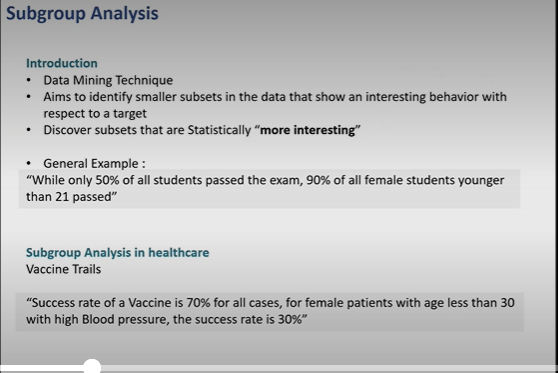 Subgroup Analysis
Introduction
• Data Mining Technique
• Aims to identify smaller subsets in the data that show an interesting behavior with
respect to a target
• Discover subsets that are Statistically “more interesting”
• General Example :
“While only 50% of all students passed the exam, 90% of all female students younger
than 21 passed”
Subgroup Analysis in healthcare
Vaccine Trails
“Success rate of a Vaccine is 70% for all cases, for female patients with age less than 30
with high Blood pressure, the success rate is 30%”